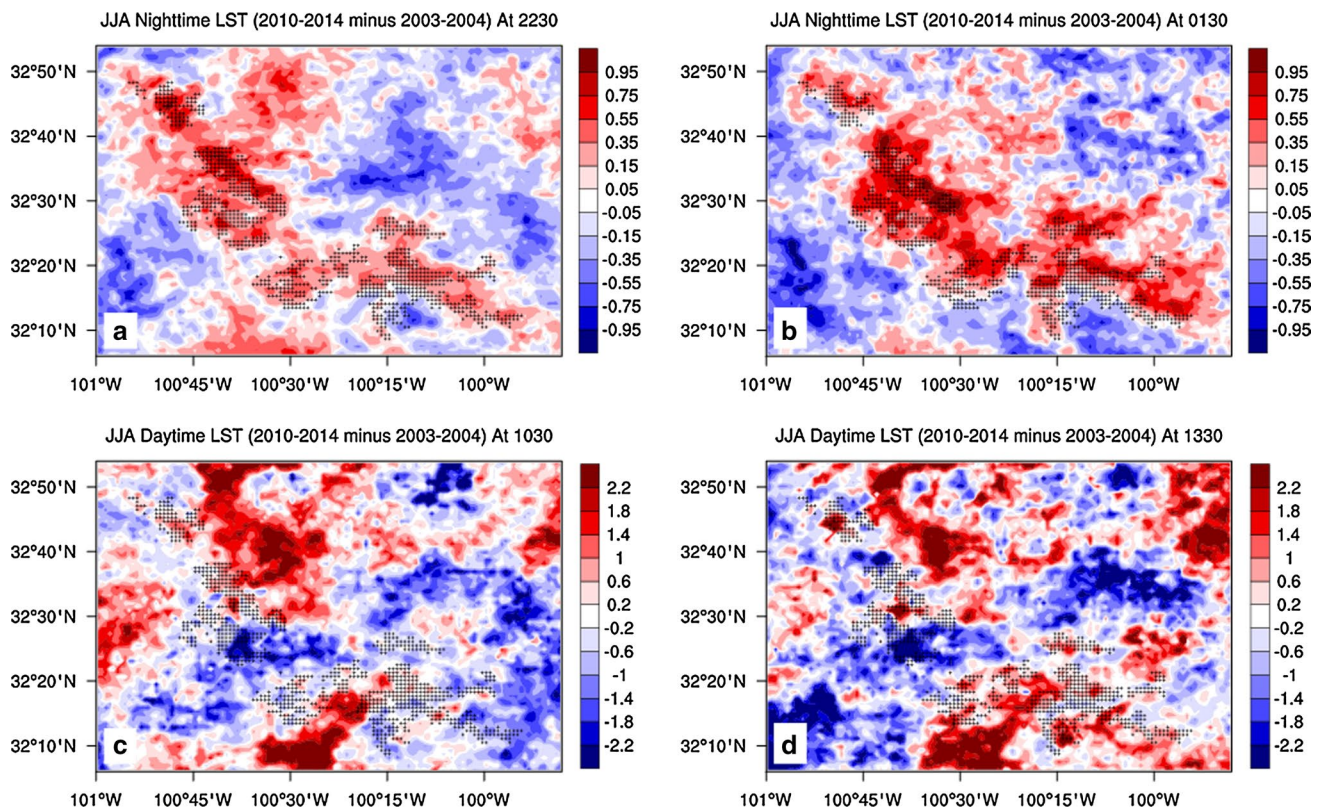 JJA Nighttime LST (2010-2014 minus 2003-2004) At 2230
32°50'N
32°40'N
32°30'N
32°20'N
32°10'N
a
101°W
100°45'W
100°30'W
100°15'W
100°W
0.95
0.75
0.55
0.35
0.15
0.05
-0.05
-0.15
-0.35
-0.55
-0.75
-0.95
JJA Nighttime LST (2010-2014 minus 2003-2004) At 0130
32°50'N
32°40'N
32°30'N
32°20'N
32°10'N
b
101°W
100°45'W
100°30'W
100°15'W
100°W
0.95
0.75
0.55
0.35
0.15
0.05
-0.05
-0.15
-0.35
-0.55
-0.75
-0.95
JJA Daytime LST (2010-2014 minus 2003-2004) At 1030
32°50'N
32°40'N
32°30'N
32°20'N
32°10'N
c
101°W
100°45'W
100°30'W
100°15'W
100°W
2.2
1.8
1.4
1
0.6
0.2
-0.2
-0.6
-1
-1.4
-1.8
-2.2
JJA Daytime LST (2010-2014 minus 2003-2004) At 1330
32°50'N
32°40'N
32°30'N
32°20'N
32°10'N
d
101°W
100°45'W
100°30'W
100°15'W
100°W
2.2
1.8
1.4
1
0.6
0.2
-0.2
-0.6
-1
-1.4
-1.8
-2.2